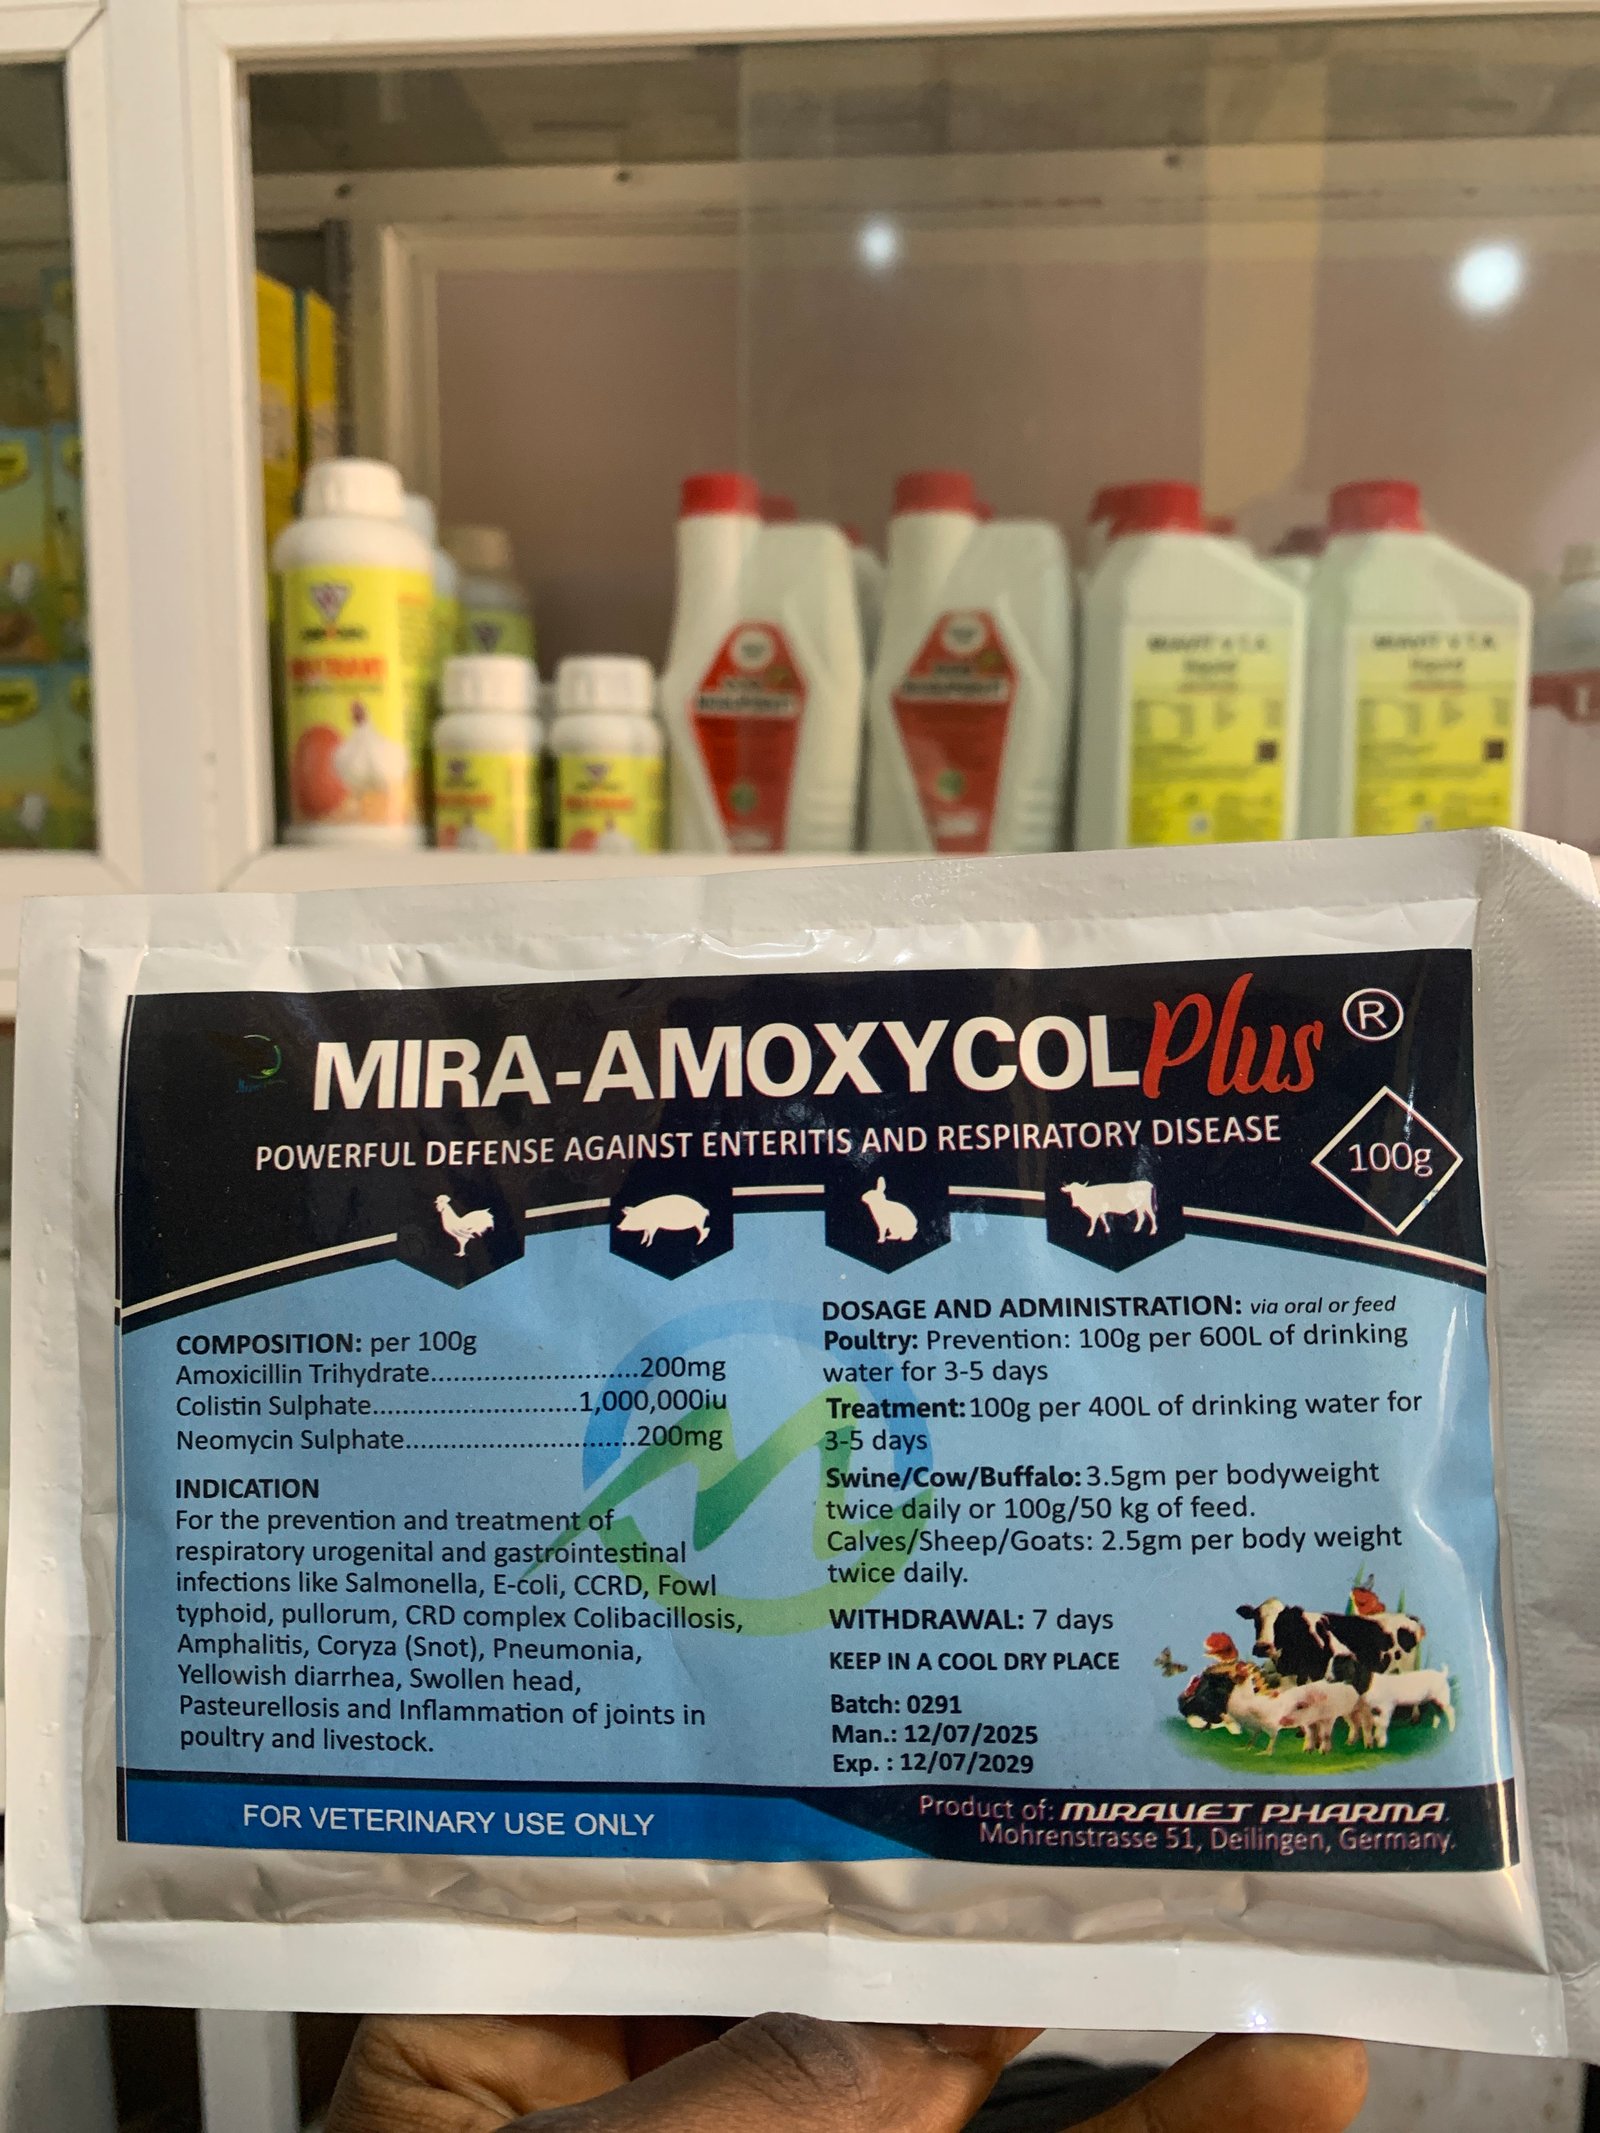 MIRA-AMOXYCOLPlus ®
POWERFUL DEFENSE AGAINST ENTERITIS AND RESPIRATORY DISEASE
100g
COMPOSITION: per 100g
Amoxicillin Trihydrate..........................200mg
Colistin Sulphate..........................1,000,000iu
Neomycin Sulphate.............................200mg
INDICATION
For the prevention and treatment of
respiratory urogenital and gastrointestinal
infections like Salmonella, E-coli, CCRD, Fowl
typhoid, pullorum, CRD complex Colibacillosis,
Amphalitis, Coryza (Snot), Pneumonia,
Yellowish diarrhea, Swollen head,
Pasteurellosis and Inflammation of joints in
poultry and livestock.
DOSAGE AND ADMINISTRATION: via oral or feed
Poultry: Prevention: 100g per 600L of drinking
water for 3-5 days
Treatment: 100g per 400L of drinking water for
3-5 days
Swine/Cow/Buffalo: 3.5gm per bodyweight
twice daily or 100g/50 kg of feed.
Calves/Sheep/Goats: 2.5gm per body weight
twice daily.
WITHDRAWAL: 7 days
KEEP IN A COOL DRY PLACE
Batch: 0291
Man.: 12/07/2025
Exp. : 12/07/2029
FOR VETERINARY USE ONLY
Product of: MIRAVET PHARMA
Mohrenstrasse 51, Deilingen, Germany.